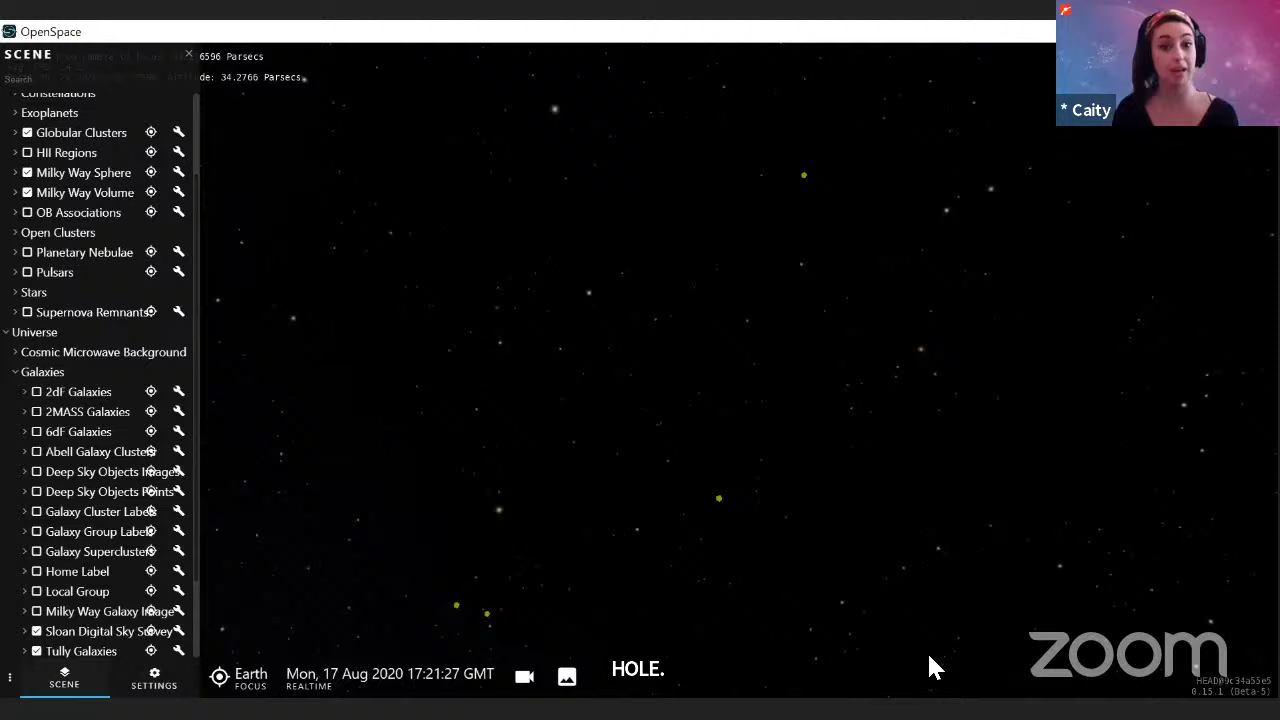 OpenSpace
SCENE
6596 Parsecs
Search
de: 34.2766 Parsecs
* Caity
Constellations
Exoplanets
Globular Clusters
HII Regions
Milky Way Sphere
Milky Way Volume
OB Associations
Open Clusters
Planetary Nebulae
Pulsars
Stars
Supernova Remnants
Universe
Cosmic Microwave Background
Galaxies
2dF Galaxies
2MASS Galaxies
6dF Galaxies
Abell Galaxy Clusters
Deep Sky Objects Images
Deep Sky Objects Points
Galaxy Cluster Labels
Galaxy Group Labels
Galaxy Superclusters
Home Label
Local Group
Milky Way Galaxy Image
Sloan Digital Sky Survey
Tully Galaxies
SCENE
SETTINGS
Earth
FOCUS
Mon, 17 Aug 2020 17:21:27 GMT
REALTIME
HOLE.
zoom
HEAD@9c34a55e5
0.15.1 (Beta-5)